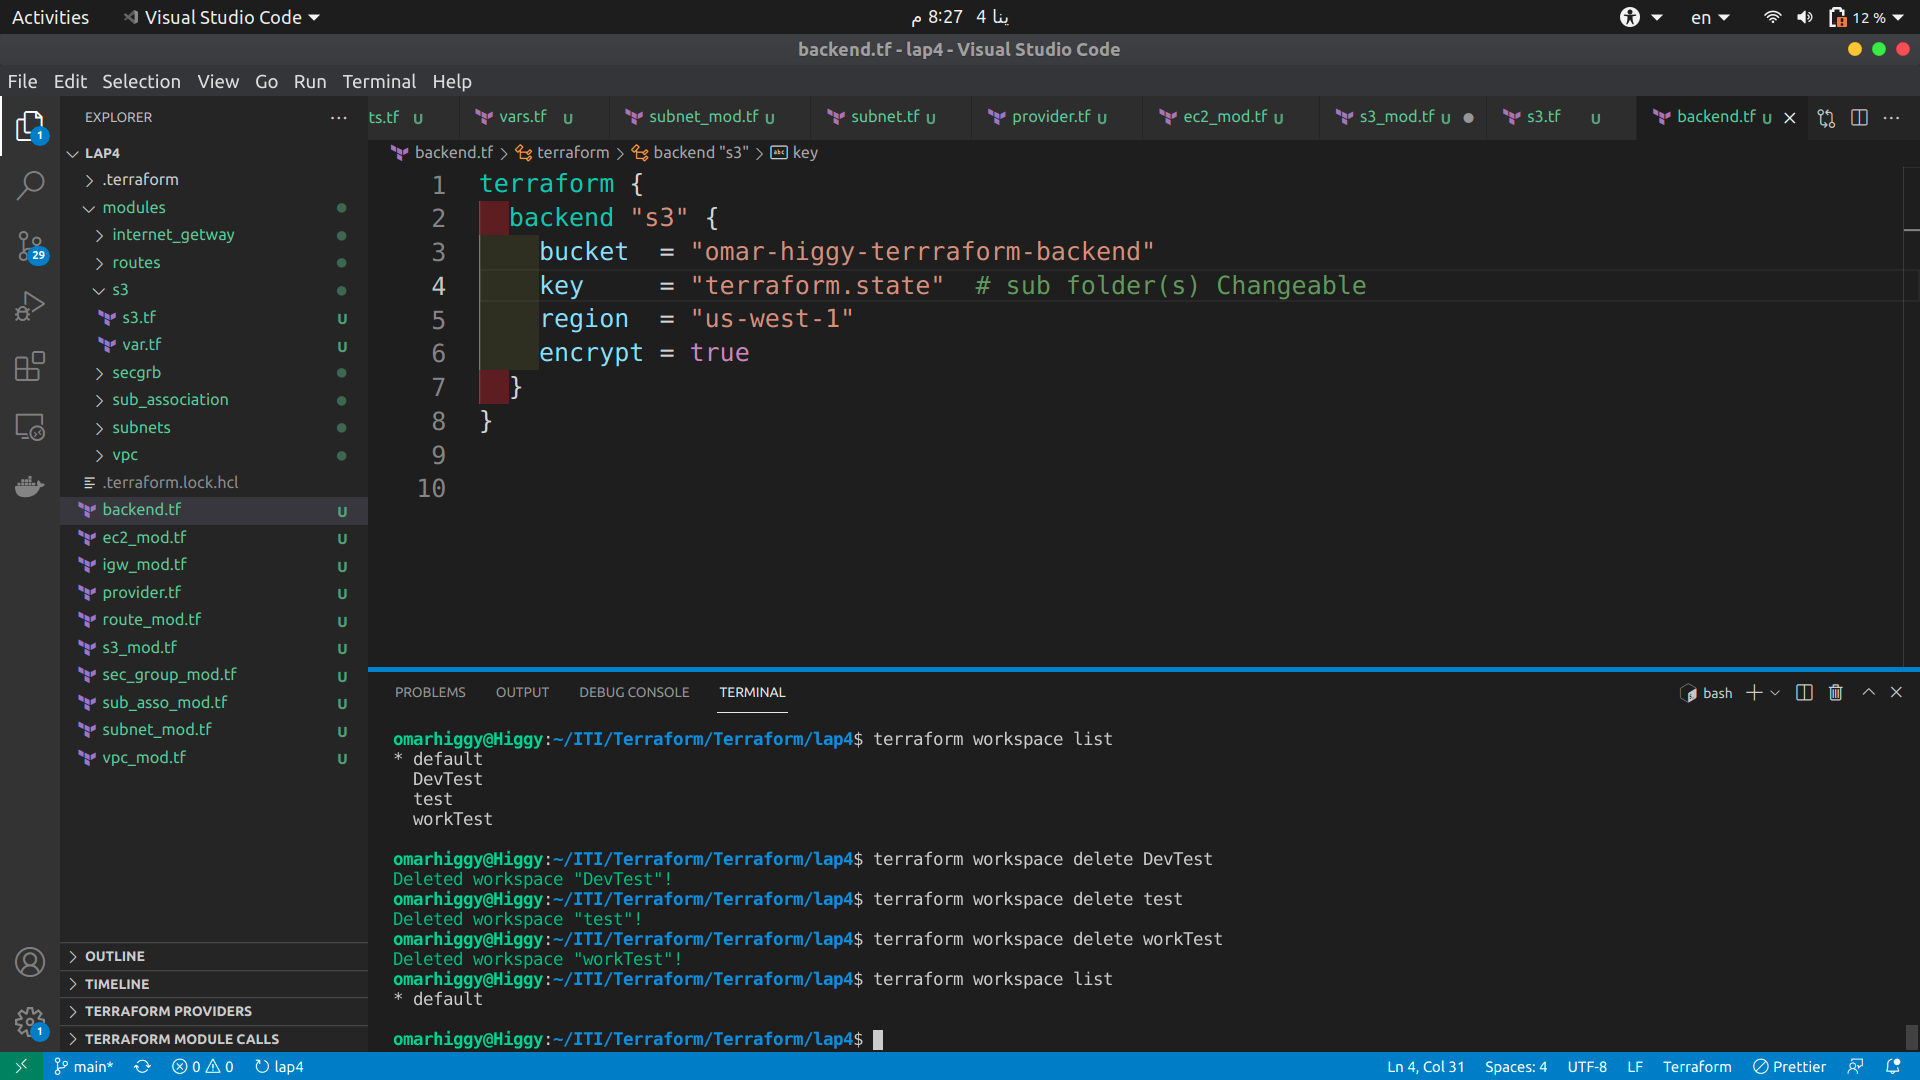 Activities Visual Studio Code 8:27 م 4 ينا en 12 %
backend.tf - lap4 - Visual Studio Code
File Edit Selection View Go Run Terminal Help
EXPLORER
ts.tf U vars.tf U subnet_mod.tf U subnet.tf U provider.tf U ec2_mod.tf U s3_mod.tf U s3.tf U backend.tf U
backend.tf > terraform > backend "s3" > key
LAP4
.terraform
modules
internet_getway
routes
s3
s3.tf U
var.tf U
secgrb
sub_association
subnets
vpc
.terraform.lock.hcl
backend.tf U
ec2_mod.tf U
igw_mod.tf U
provider.tf U
route_mod.tf U
s3_mod.tf U
sec_group_mod.tf U
sub_asso_mod.tf U
subnet_mod.tf U
vpc_mod.tf U
OUTLINE
TIMELINE
TERRAFORM PROVIDERS
TERRAFORM MODULE CALLS
1
29
1
1 terraform {
2 backend "s3" {
3 bucket = "omar-higgy-terrraform-backend"
4 key = "terraform.state" # sub folder(s) Changeable
5 region = "us-west-1"
6 encrypt = true
7 }
8 }
9
10
PROBLEMS OUTPUT DEBUG CONSOLE TERMINAL bash
omarhiggy@Higgy:~/ITI/Terraform/Terraform/lap4$ terraform workspace list
* default
DevTest
test
workTest
omarhiggy@Higgy:~/ITI/Terraform/Terraform/lap4$ terraform workspace delete DevTest
Deleted workspace "DevTest"!
omarhiggy@Higgy:~/ITI/Terraform/Terraform/lap4$ terraform workspace delete test
Deleted workspace "test"!
omarhiggy@Higgy:~/ITI/Terraform/Terraform/lap4$ terraform workspace delete workTest
Deleted workspace "workTest"!
omarhiggy@Higgy:~/ITI/Terraform/Terraform/lap4$ terraform workspace list
* default
omarhiggy@Higgy:~/ITI/Terraform/Terraform/lap4$
main* 0 0 lap4 Ln 4, Col 31 Spaces: 4 UTF-8 LF Terraform Prettier